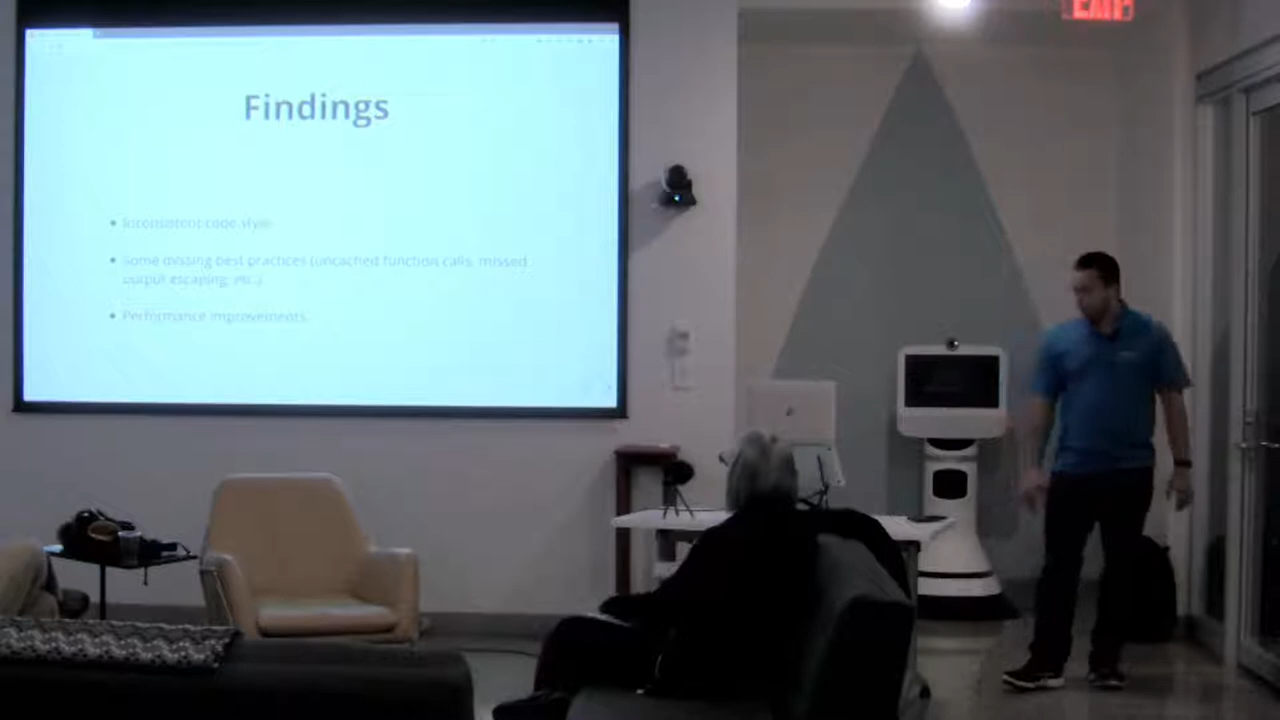 EXIT
Findings
Inconsistent code style
Some missing best practices (uncached function calls, missed
output escaping, etc.)
Performance improvements